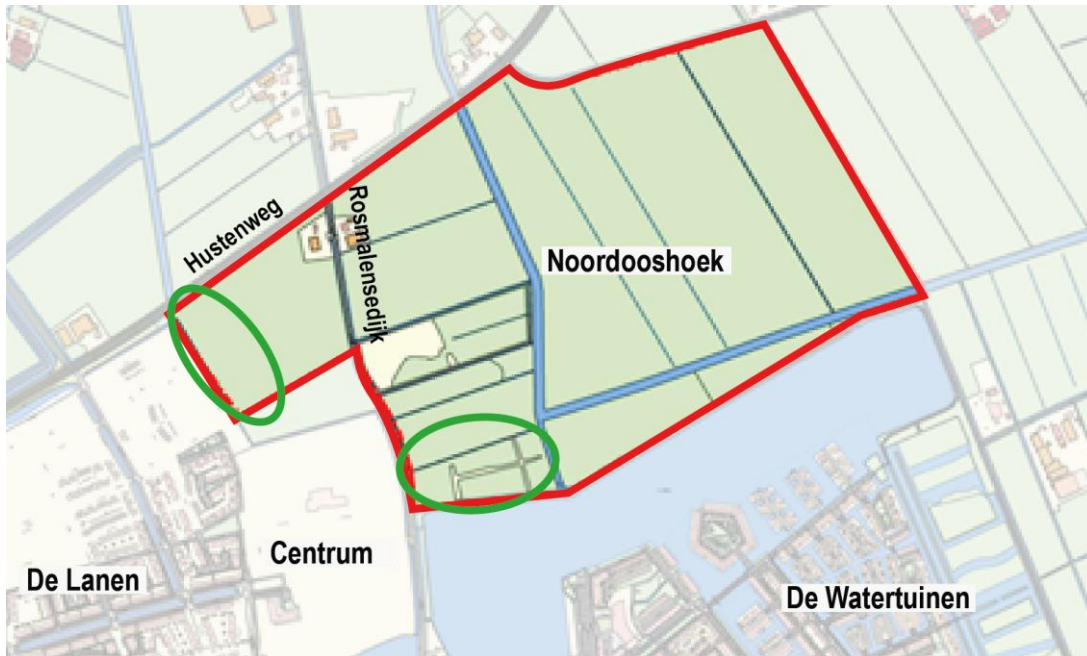 Hustenweg
Rosmalensedijk
Noordooshoek
Centrum
De Lanen
De Watertuinen